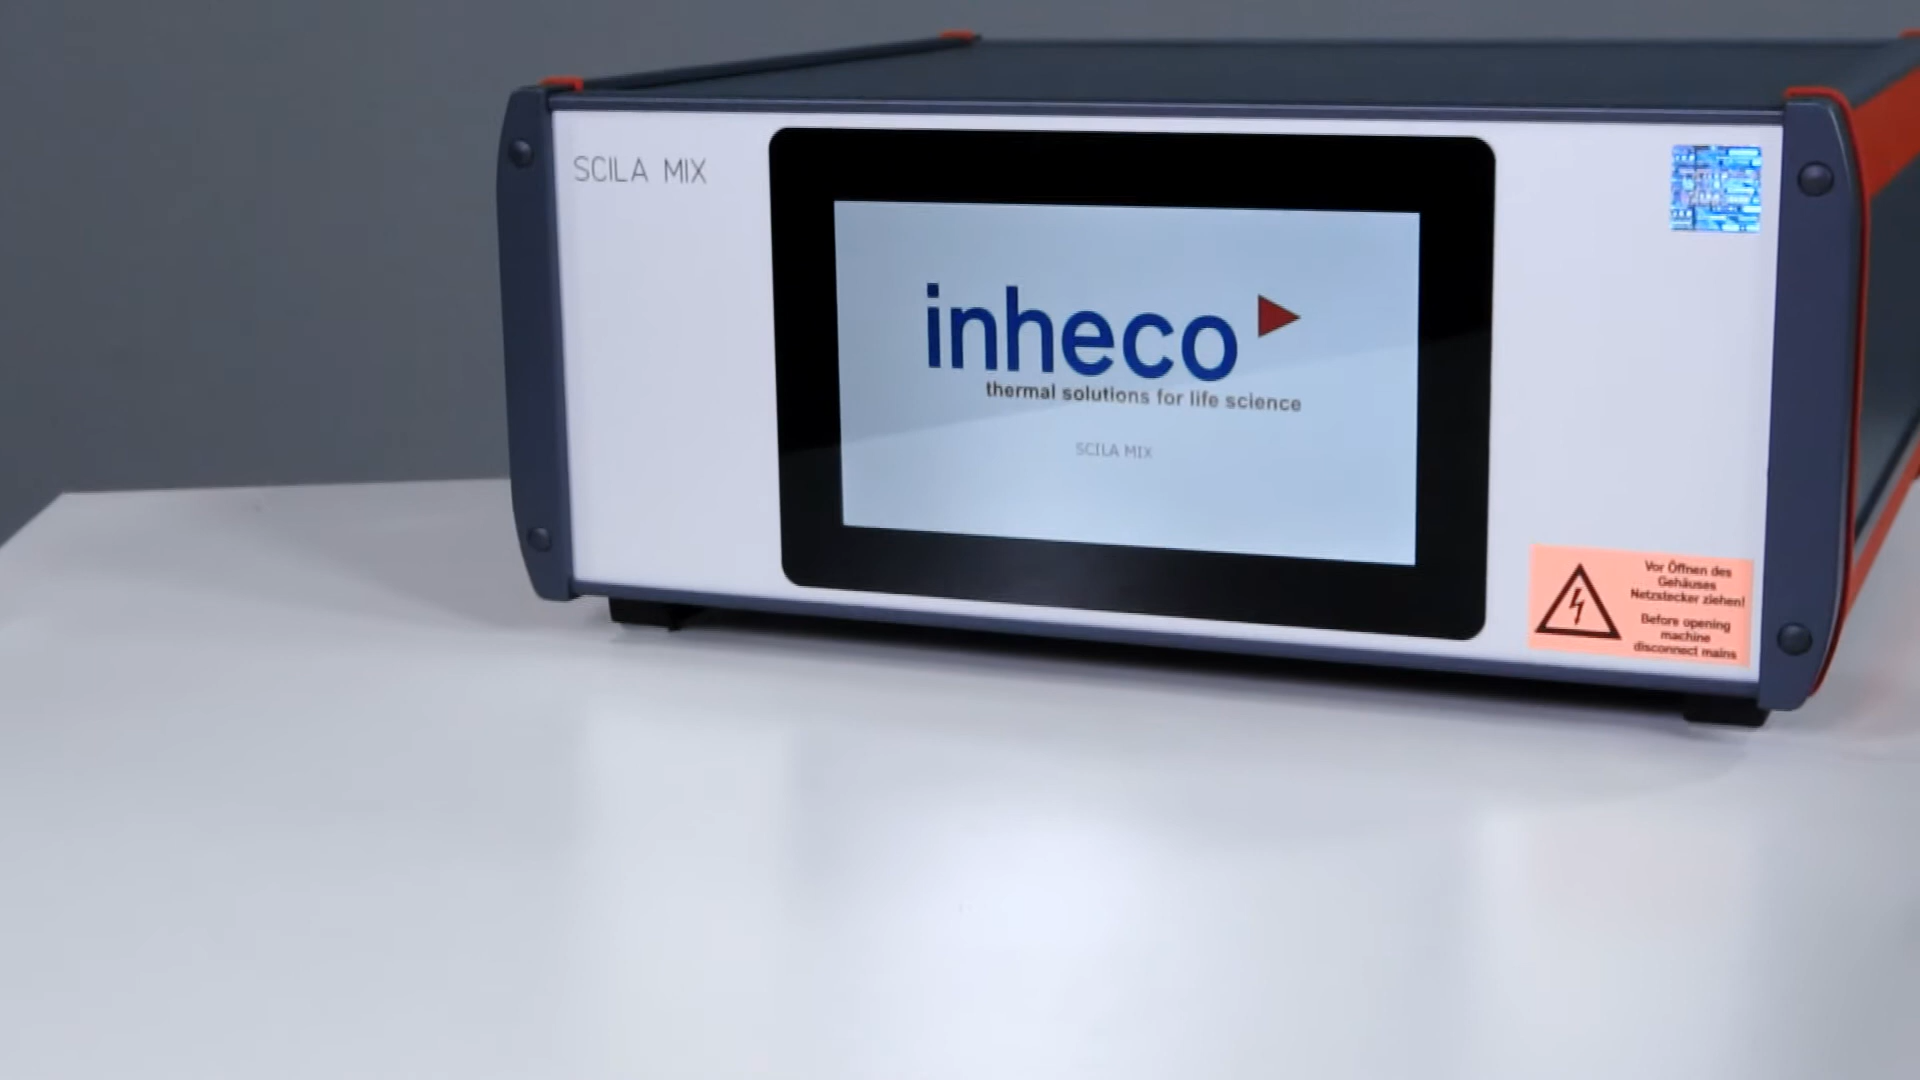 SCILA MIX
inheco
thermal solutions for life science
SCILA MIX
Vor Öffnen des
Gehäuses
Netzstecker ziehen!
Before opening
machine
disconnect mains